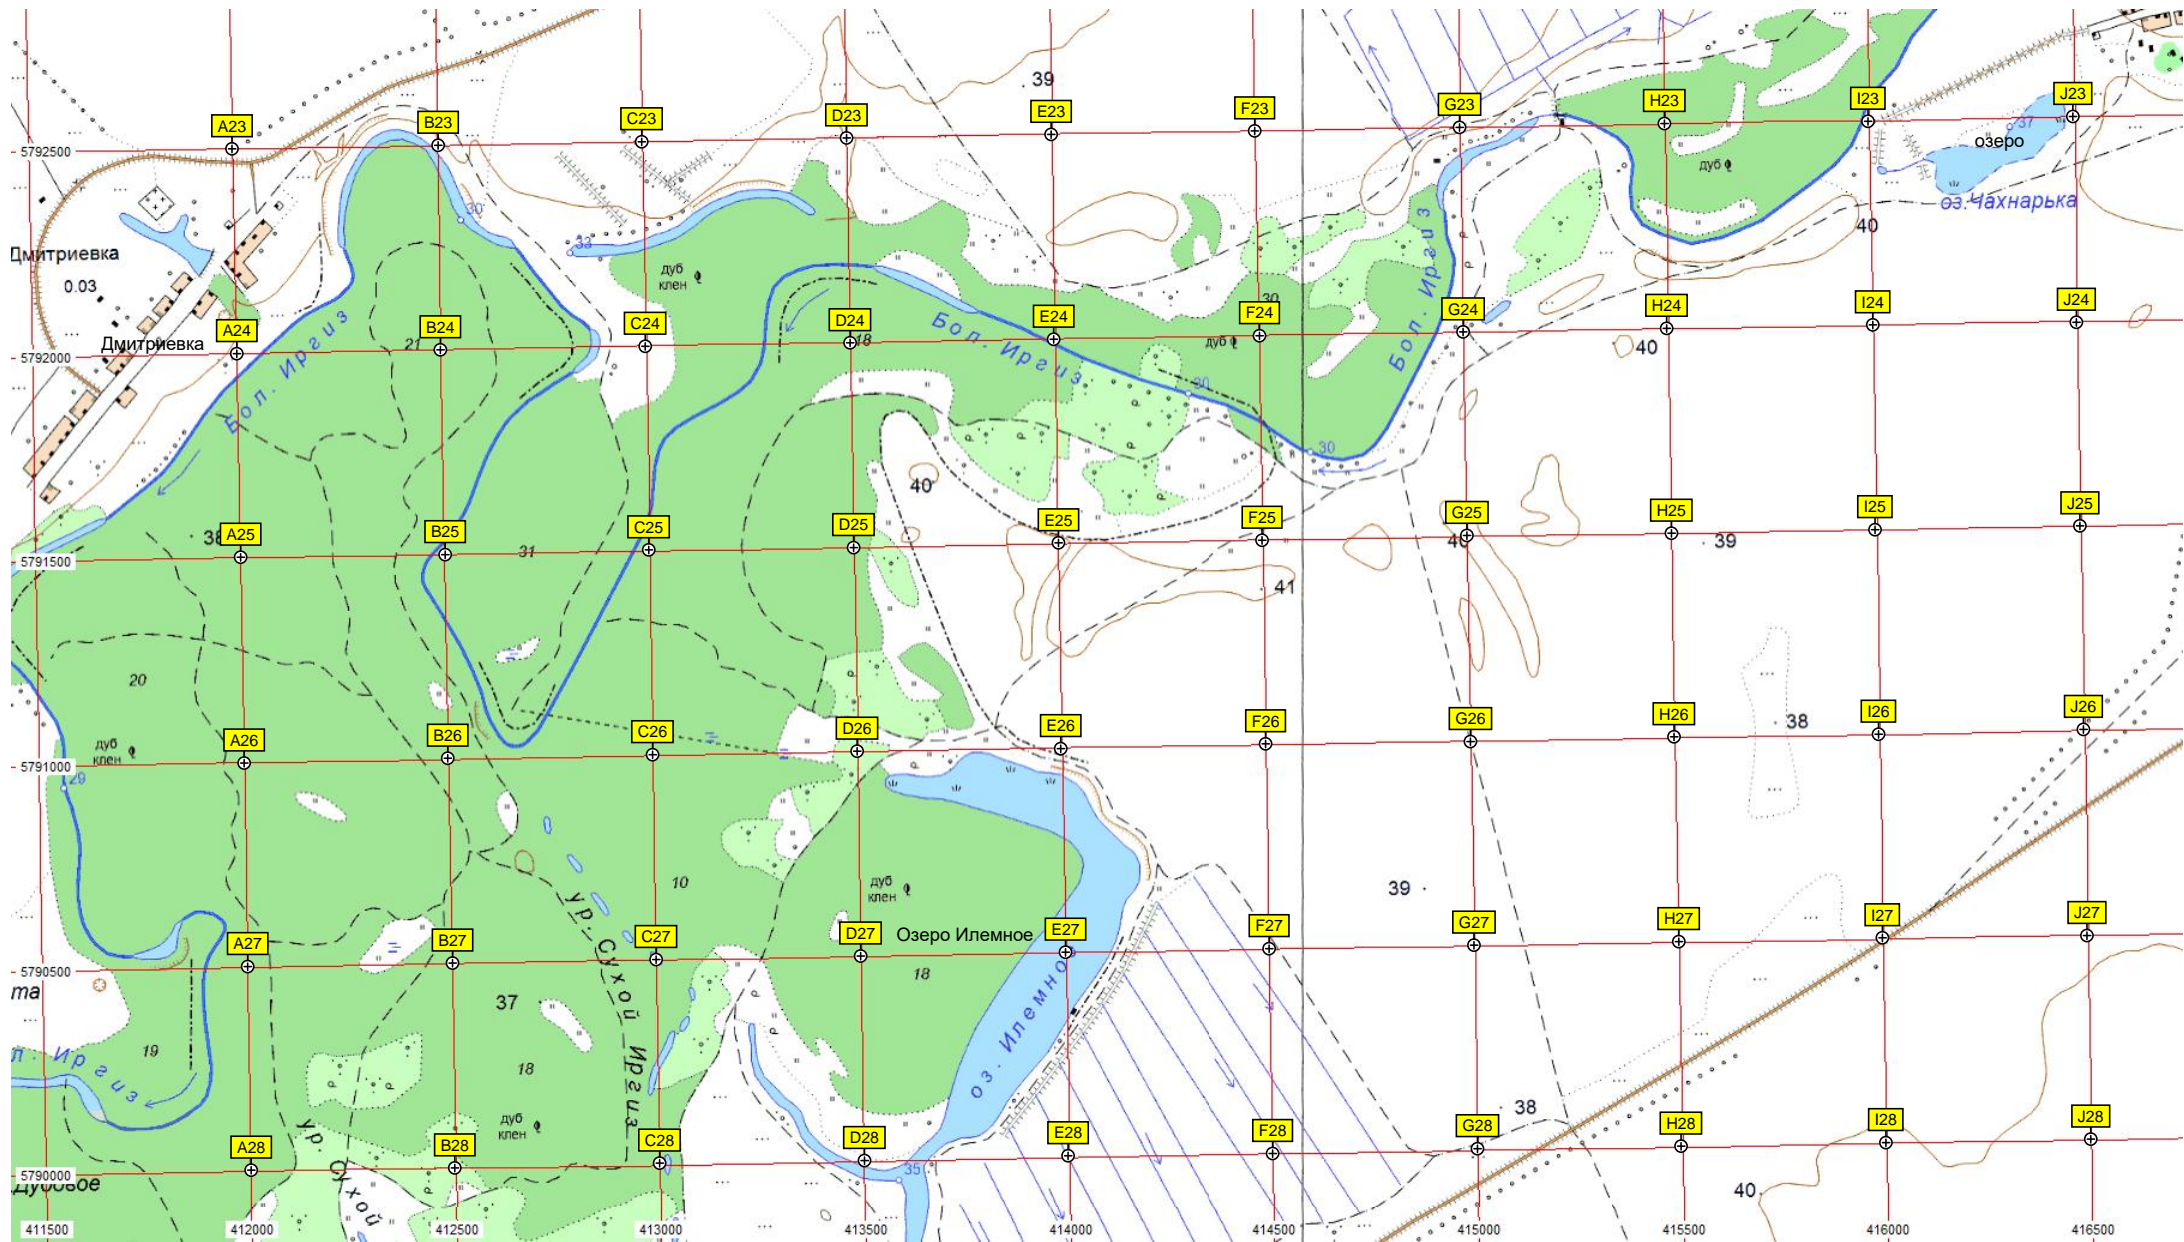 39
A23
B23
C23
D23
E23
F23
G23
H23
I23
J23
37
озеро
5792500
дуб
30
оз.Чахнарька
40
33
Дмитриевка
0.03
дуб
клен
30
Бол. Иргиз
A24
B24
C24
D24
E24
F24
G24
H24
I24
J24
Дмитриевка
21
18
Бол. Иргиз
дуб
40
5792000
Бол. Иргиз
30
30
40
A25
B25
C25
D25
E25
F25
G25
H25
I25
J25
38
31
40
39
5791500
41
20
A26
B26
C26
D26
E26
F26
G26
H26
I26
J26
38
дуб
клен
5791000
29
10
дуб
клен
39
ур. Сухой Иргиз
A27
B27
C27
D27
Озеро Илемное
E27
F27
G27
H27
I27
J27
5790500
18
та
37
оз. Илемное
19
л. Иргиз
18
38
дуб
клен
ур. Сухой
A28
B28
C28
D28
E28
F28
G28
H28
I28
J28
35
5790000
Дубовое
40
411500
412000
412500
413000
413500
414000
414500
415000
415500
416000
416500